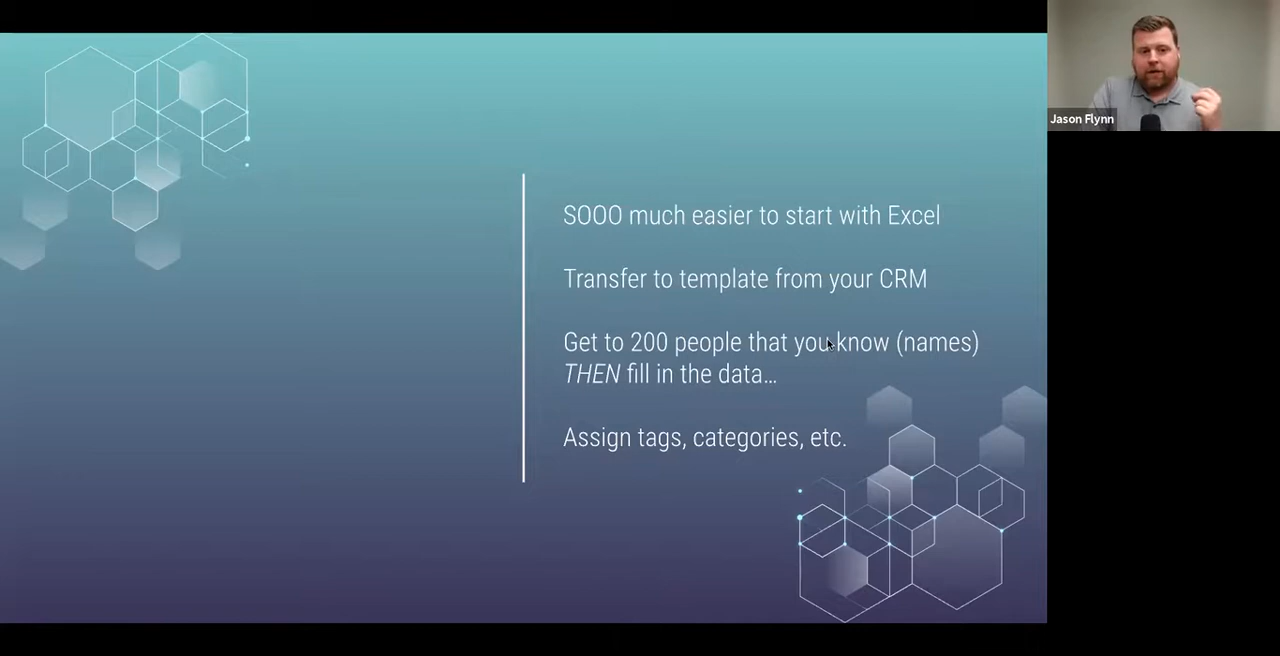 SOOO much easier to start with Excel
Transfer to template from your CRM
Get to 200 people that you know (names)
THEN fill in the data…
Assign tags, categories, etc.
Jason Flynn